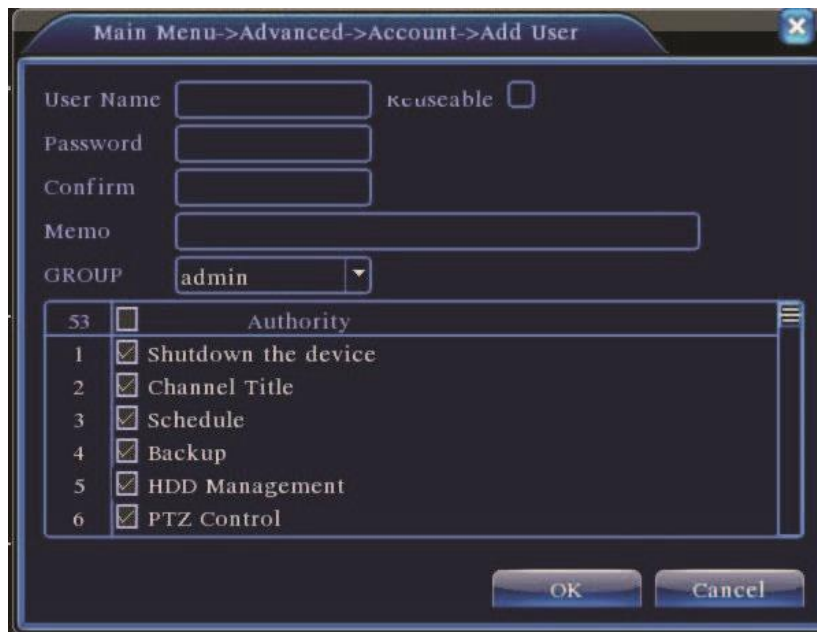 Main Menu->Advanced->Account->Add User
User Name Reuseable
Password
Confirm
Memo
GROUP admin
53 Authority
1 Shutdown the device
2 Channel Title
3 Schedule
4 Backup
5 HDD Management
6 PTZ Control
OK Cancel